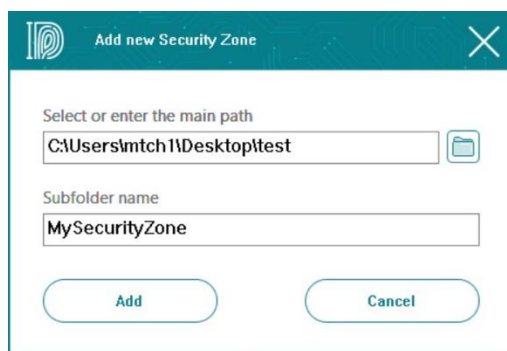 Add new Security Zone
Select or enter the main path
C:\Users\mtch1\Desktop\test
Subfolder name
MySecurityZone
Add
Cancel